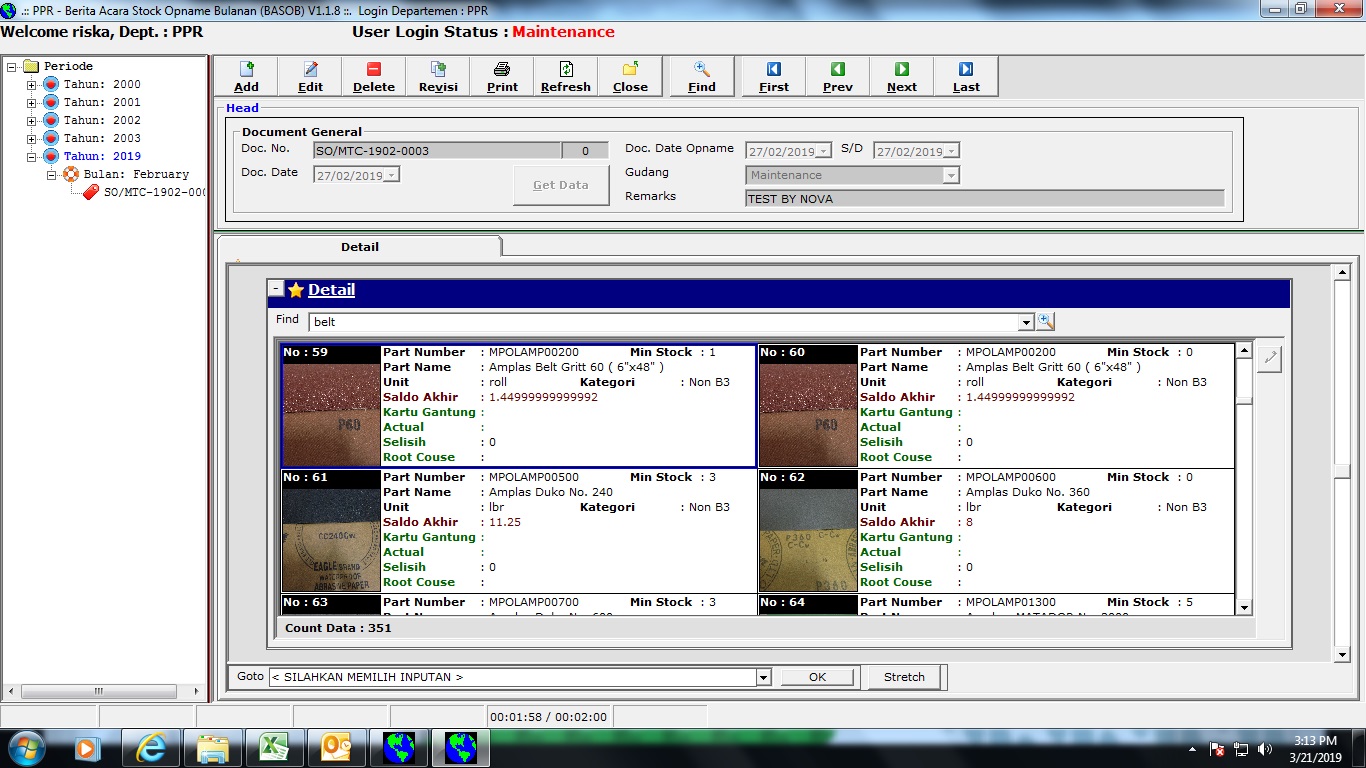 .:: PPR - Berita Acara Stock Opname Bulanan (BASOB) V1.1.8 ::. Login Departemen : PPR
Welcome riska, Dept. : PPR
User Login Status : Maintenance
Periode
Tahun: 2000
Tahun: 2001
Tahun: 2002
Tahun: 2003
Tahun: 2019
Bulan: February
SO/MTC-1902-00
Add Edit Delete Revisi Print Refresh Close Find First Prev Next Last
Head
Document General
Doc. No. SO/MTC-1902-0003 0 Doc. Date Opname 27/02/2019 S/D 27/02/2019
Doc. Date 27/02/2019 Get Data Gudang Maintenance
Remarks TEST BY NOVA
Detail
Detail
Find belt
No : 59
Part Number : MPOLAMP00200 Min Stock : 1
Part Name : Amplas Belt Gritt 60 ( 6"x48" )
Unit : roll Kategori : Non B3
Saldo Akhir : 1.44999999999992
Kartu Gantung :
Actual :
Selisih : 0
Root Couse :
P60
No : 60
Part Number : MPOLAMP00200 Min Stock : 0
Part Name : Amplas Belt Gritt 60 ( 6"x48" )
Unit : roll Kategori : Non B3
Saldo Akhir : 1.44999999999992
Kartu Gantung :
Actual :
Selisih : 0
Root Couse :
P60
No : 61
Part Number : MPOLAMP00500 Min Stock : 3
Part Name : Amplas Duko No. 240
Unit : lbr Kategori : Non B3
Saldo Akhir : 11.25
Kartu Gantung :
Actual :
Selisih : 0
Root Couse :
CC240Cw
EAGLE BRAND
WATERPROOF
ABRASIVE PAPER
No : 62
Part Number : MPOLAMP00600 Min Stock : 0
Part Name : Amplas Duko No. 360
Unit : lbr Kategori : Non B3
Saldo Akhir : 8
Kartu Gantung :
Actual :
Selisih : 0
Root Couse :
P360
C-Cw
P360
No : 63
Part Number : MPOLAMP00700 Min Stock : 3
No : 64
Part Number : MPOLAMP01300 Min Stock : 5
Count Data : 351
Goto < SILAHKAN MEMILIH INPUTAN > OK Stretch
00:01:58 / 00:02:00
3:13 PM
3/21/2019